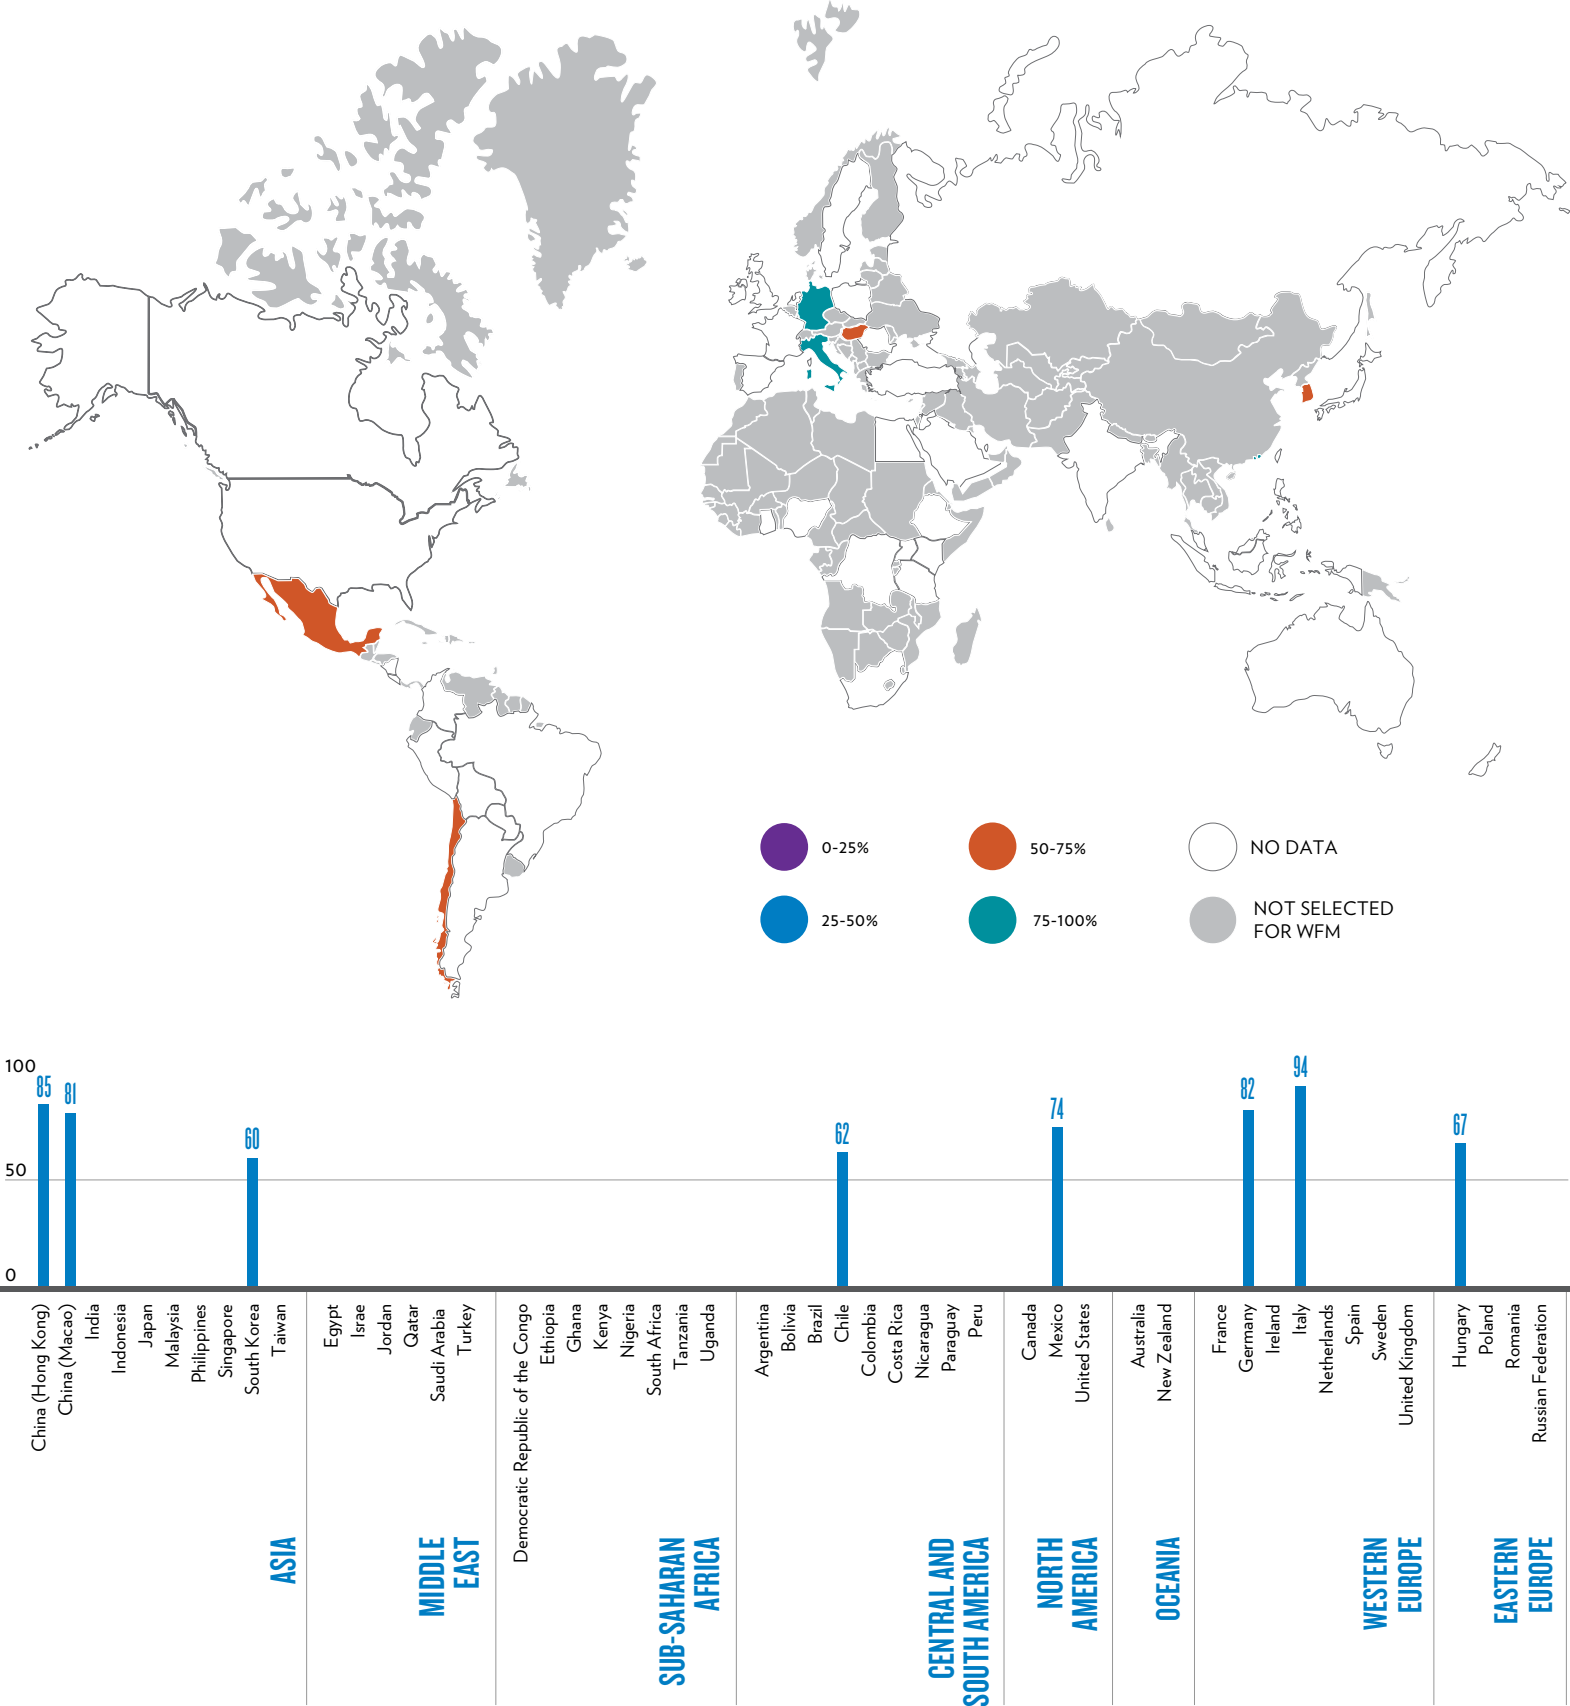 0-25%
50-75%
NO DATA
25-50%
75-100%
NOT SELECTED
FOR WFM
100
50
0
85
81
60
62
74
82
94
67
China (Hong Kong)
China (Macao)
India
Indonesia
Japan
Malaysia
Philippines
Singapore
South Korea
Taiwan
Egypt
Israe
Jordan
Qatar
Saudi Arabia
Turkey
Democratic Republic of the Congo
Ethiopia
Ghana
Kenya
Nigeria
South Africa
Tanzania
Uganda
Argentina
Bolivia
Brazil
Chile
Colombia
Costa Rica
Nicaragua
Paraguay
Peru
Canada
Mexico
United States
Australia
New Zealand
France
Germany
Ireland
Italy
Netherlands
Spain
Sweden
United Kingdom
Hungary
Poland
Romania
Russian Federation
ASIA
MIDDLE
EAST
SUB-SAHARAN
AFRICA
CENTRAL AND
SOUTH AMERICA
NORTH
AMERICA
OCEANIA
WESTERN
EUROPE
EASTERN
EUROPE